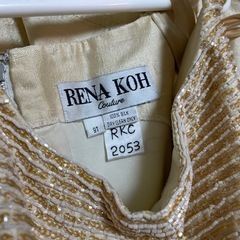 RENA KOH
Couture
100% SILK
DRY CLEAN ONLY
RKC
2053